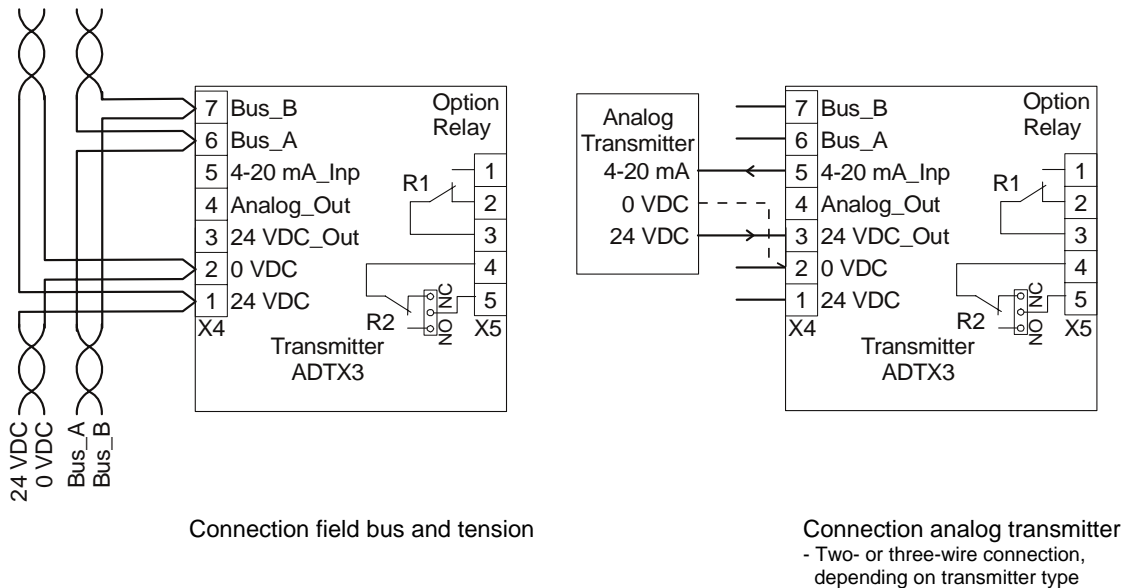 7 Bus_B
6 Bus_A
5 4-20 mA_Inp
4 Analog_Out
3 24 VDC_Out
2 0 VDC
1 24 VDC
X4
Option
Relay
R1
1
2
3
4
5
X5
R2
NO NC
Transmitter
ADTX3
24 VDC
0 VDC
Bus_A
Bus_B
Connection field bus and tension
Analog
Transmitter
4-20 mA
0 VDC
24 VDC
7 Bus_B
6 Bus_A
5 4-20 mA_Inp
4 Analog_Out
3 24 VDC_Out
2 0 VDC
1 24 VDC
X4
Option
Relay
R1
1
2
3
4
5
X5
R2
NO NC
Transmitter
ADTX3
Connection analog transmitter
- Two- or three-wire connection,
depending on transmitter type